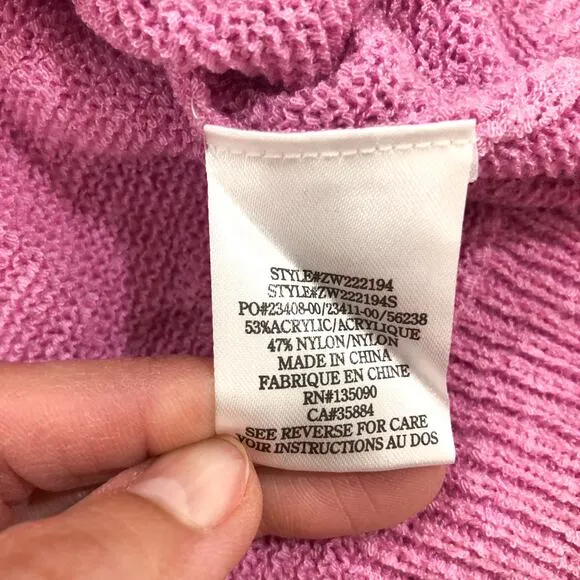 STYLE#ZW222194
STYLE#ZW222194S
PO#23408-00/23411-00/56238
53%ACRYLIC/ACRYLIQUE
47% NYLON/NYLON
MADE IN CHINA
FABRIQUE EN CHINE
RN#135090
CA#35884
SEE REVERSE FOR CARE
VOIR INSTRUCTIONS AU DOS